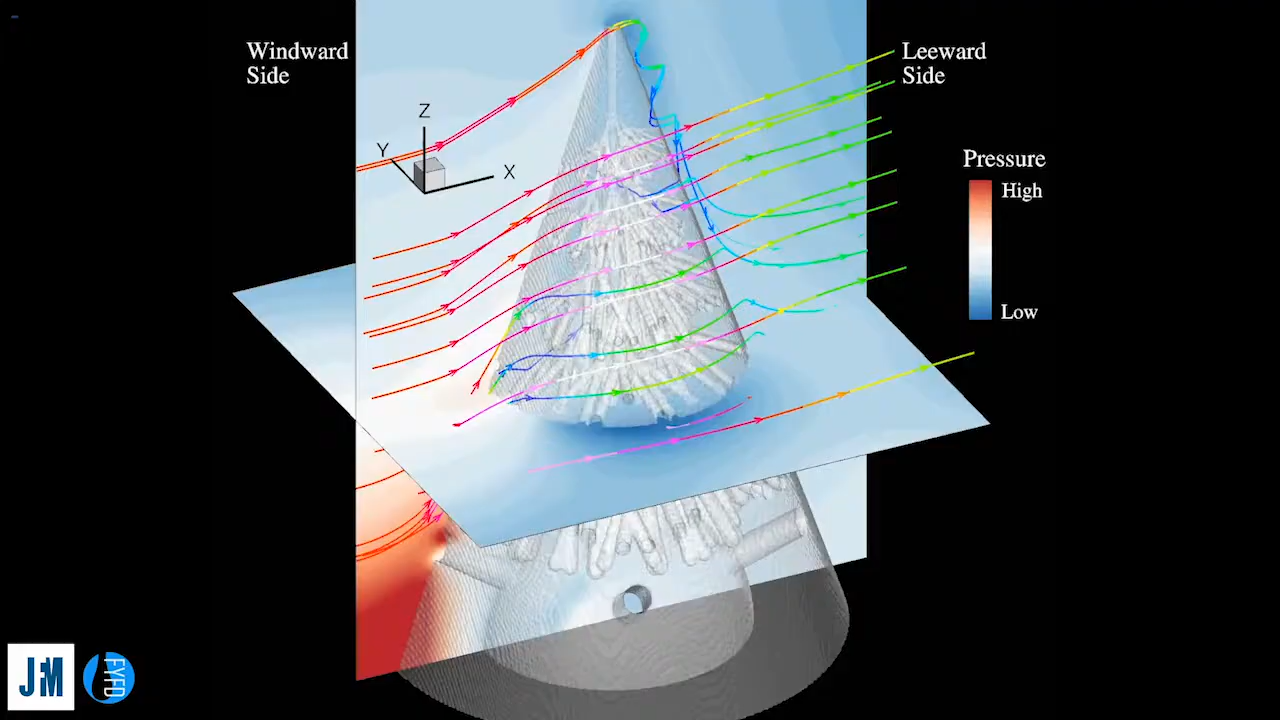 Windward
Side
Leeward
Side
Z
Y
X
Pressure
High
Low
JM
FYFD